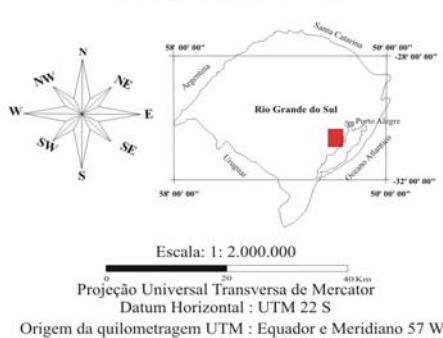 N
NW
NE
W
E
SW
SE
S
58 00' 00"
50 00' 00"
-28 00' 00"
Santa Catarina
Argentina
Rio Grande do Sul
Porto Alegre
Uruguai
Oceano Atlantico
-32 00' 00"
58 00' 00"
50 00' 00"
Escala: 1: 2.000.000
0
20
40 Km
Projeção Universal Transversa de Mercator
Datum Horizontal : UTM 22 S
Origem da quilometragem UTM : Equador e Meridiano 57 W